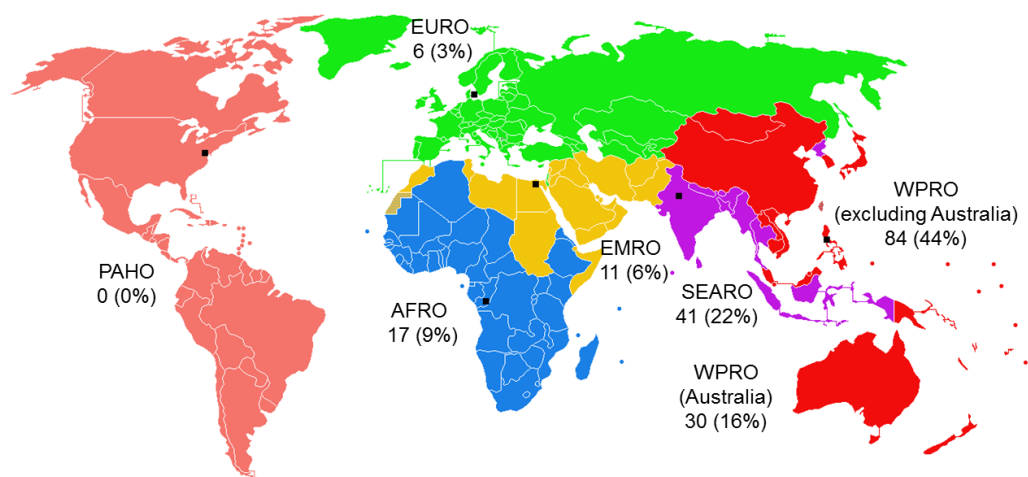 EURO
6 (3%)
WPRO
(excluding Australia)
84 (44%)
EMRO
11 (6%)
PAHO
0 (0%)
SEARO
41 (22%)
AFRO
17 (9%)
WPRO
(Australia)
30 (16%)